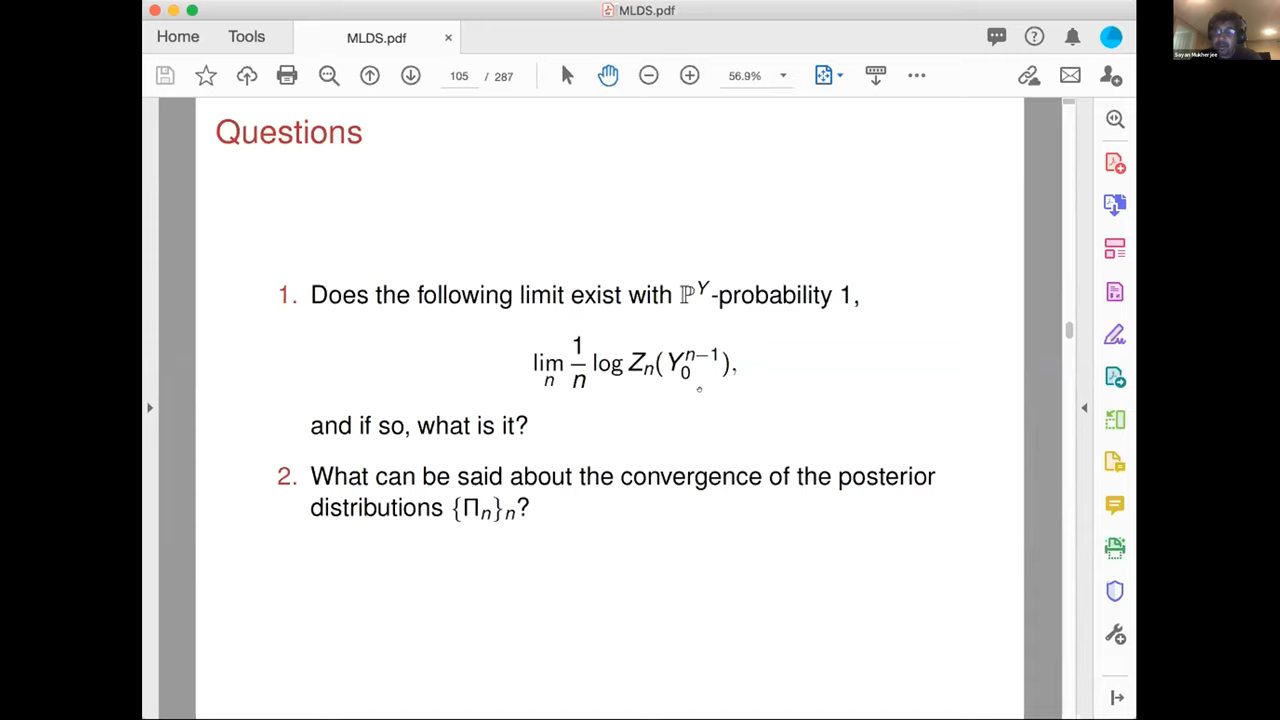 MLDS.pdf
Home Tools MLDS.pdf ×
105 / 287 56.9%
Sayan Mukherjee
Questions
1. Does the following limit exist with ℙ^Y-probability 1,
lim_n 1/n log Z_n(Y_0^{n−1}),
and if so, what is it?
2. What can be said about the convergence of the posterior
distributions {Π_n}_n?